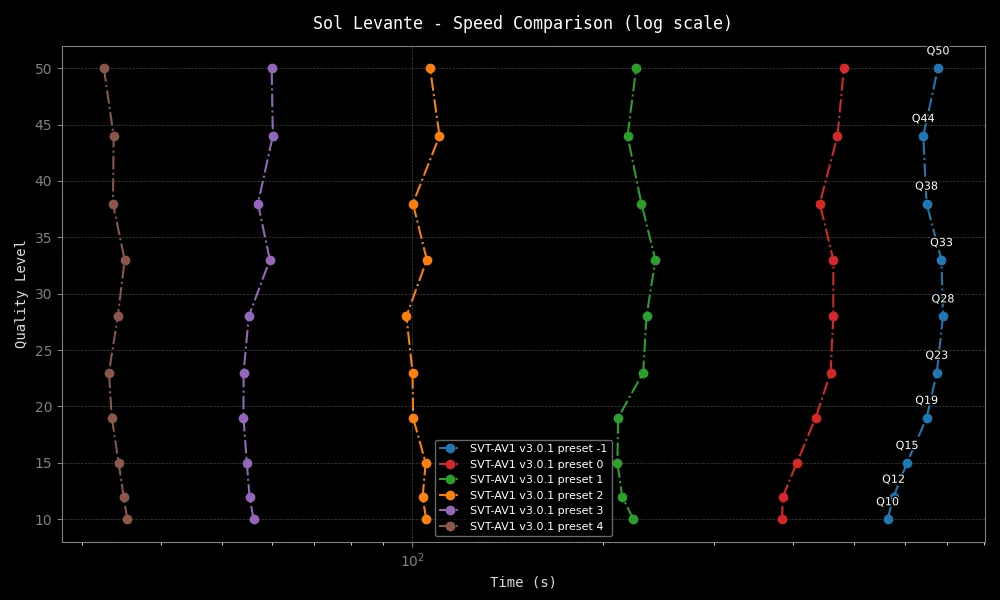 Sol Levante - Speed Comparison (log scale)
Quality Level
50
45
40
35
30
25
20
15
10
Q50
Q44
Q38
Q33
Q28
Q23
Q19
Q15
Q12
Q10
SVT-AV1 v3.0.1 preset -1
SVT-AV1 v3.0.1 preset 0
SVT-AV1 v3.0.1 preset 1
SVT-AV1 v3.0.1 preset 2
SVT-AV1 v3.0.1 preset 3
SVT-AV1 v3.0.1 preset 4
10²
Time (s)